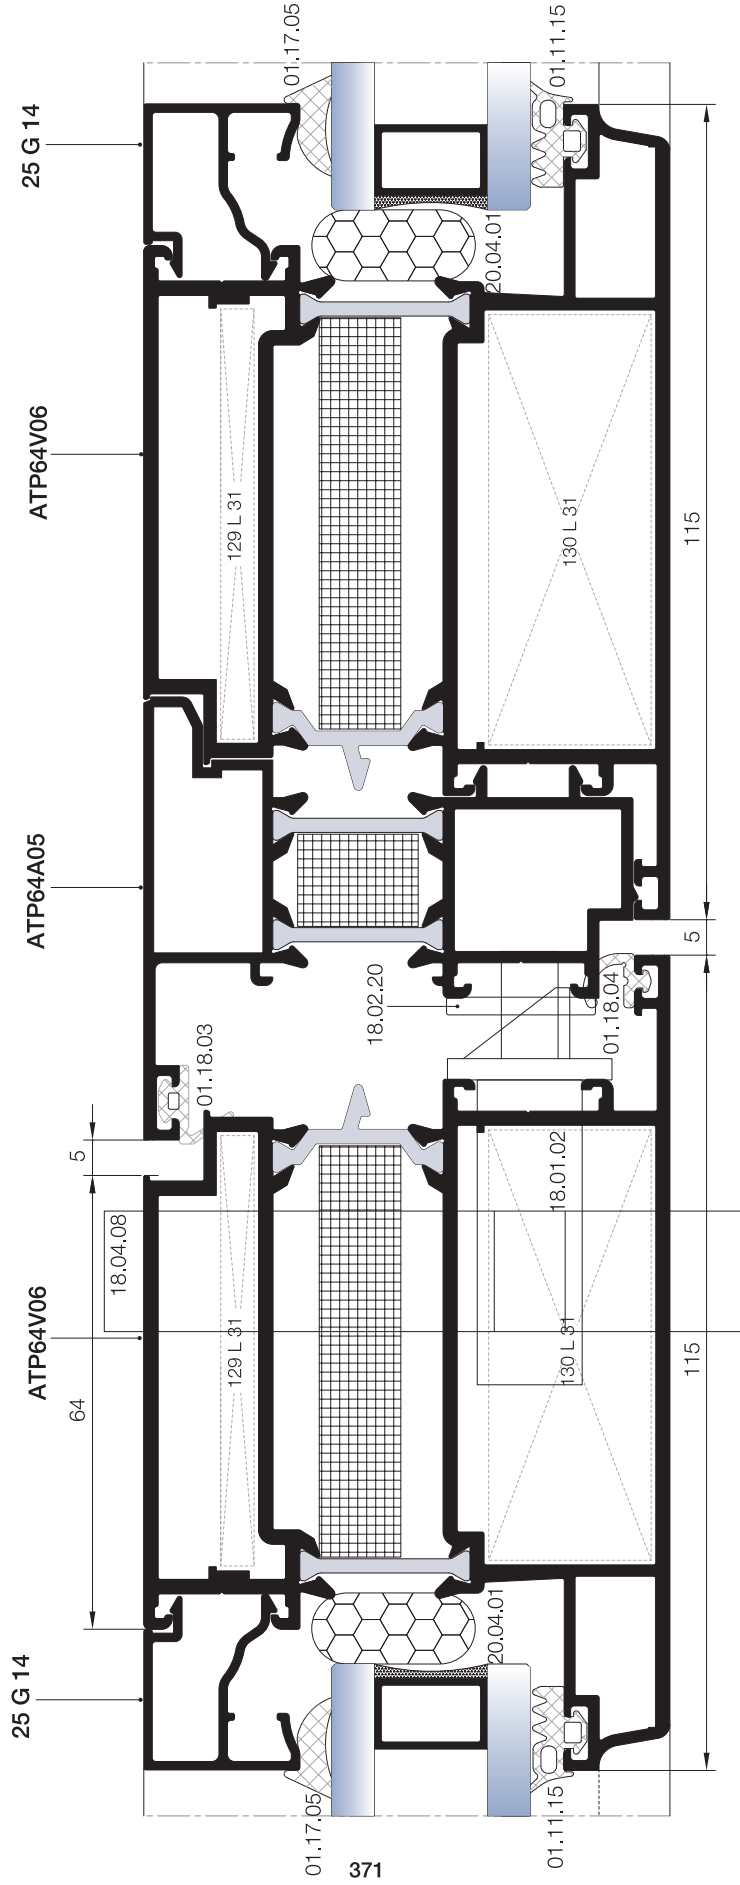 01.17.05
01.11.15
25 G 14
20.04.01
ATP64V06
129 L 31
130 L 31
115
ATP64A05
5
18.02.20
01.18.04
01.18.03
5
18.01.02
18.04.08
ATP64V06
129 L 31
130 L 31
115
64
20.04.01
25 G 14
01.17.05
01.11.15
371